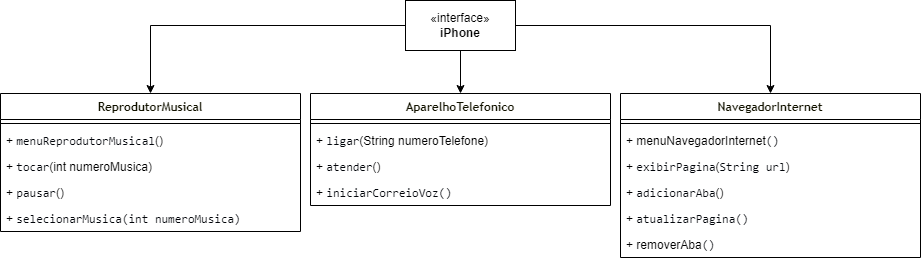 «interface»
iPhone
ReprodutorMusical
+ menuReprodutorMusical()
+ tocar(int numeroMusica)
+ pausar()
+ selecionarMusica(int numeroMusica)
AparelhoTelefonico
+ ligar(String numeroTelefone)
+ atender()
+ iniciarCorreioVoz()
NavegadorInternet
+ menuNavegadorInternet()
+ exibirPagina(String url)
+ adicionarAba()
+ atualizarPagina()
+ removerAba()